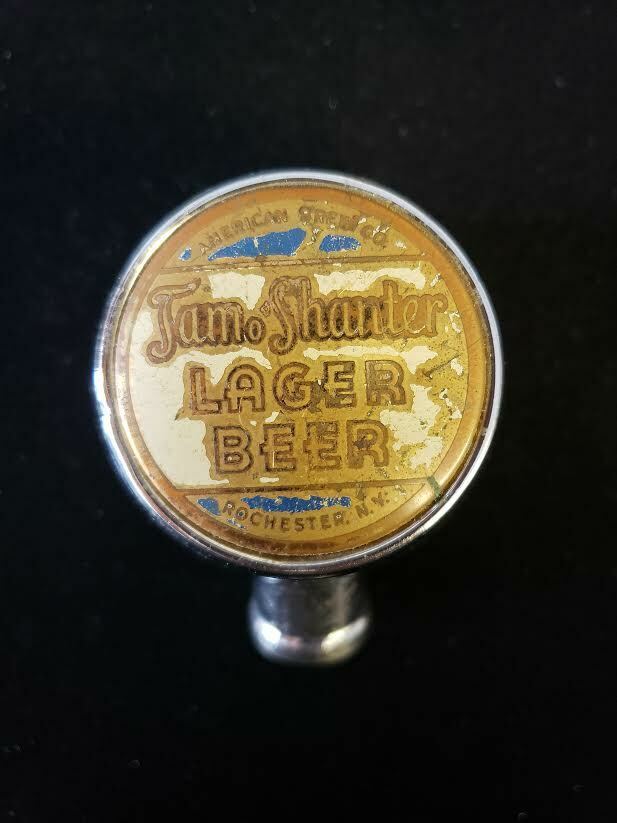 AMERICAN BREW. CO.
Tam o' Shanter
LAGER
BEER
ROCHESTER, N.Y.